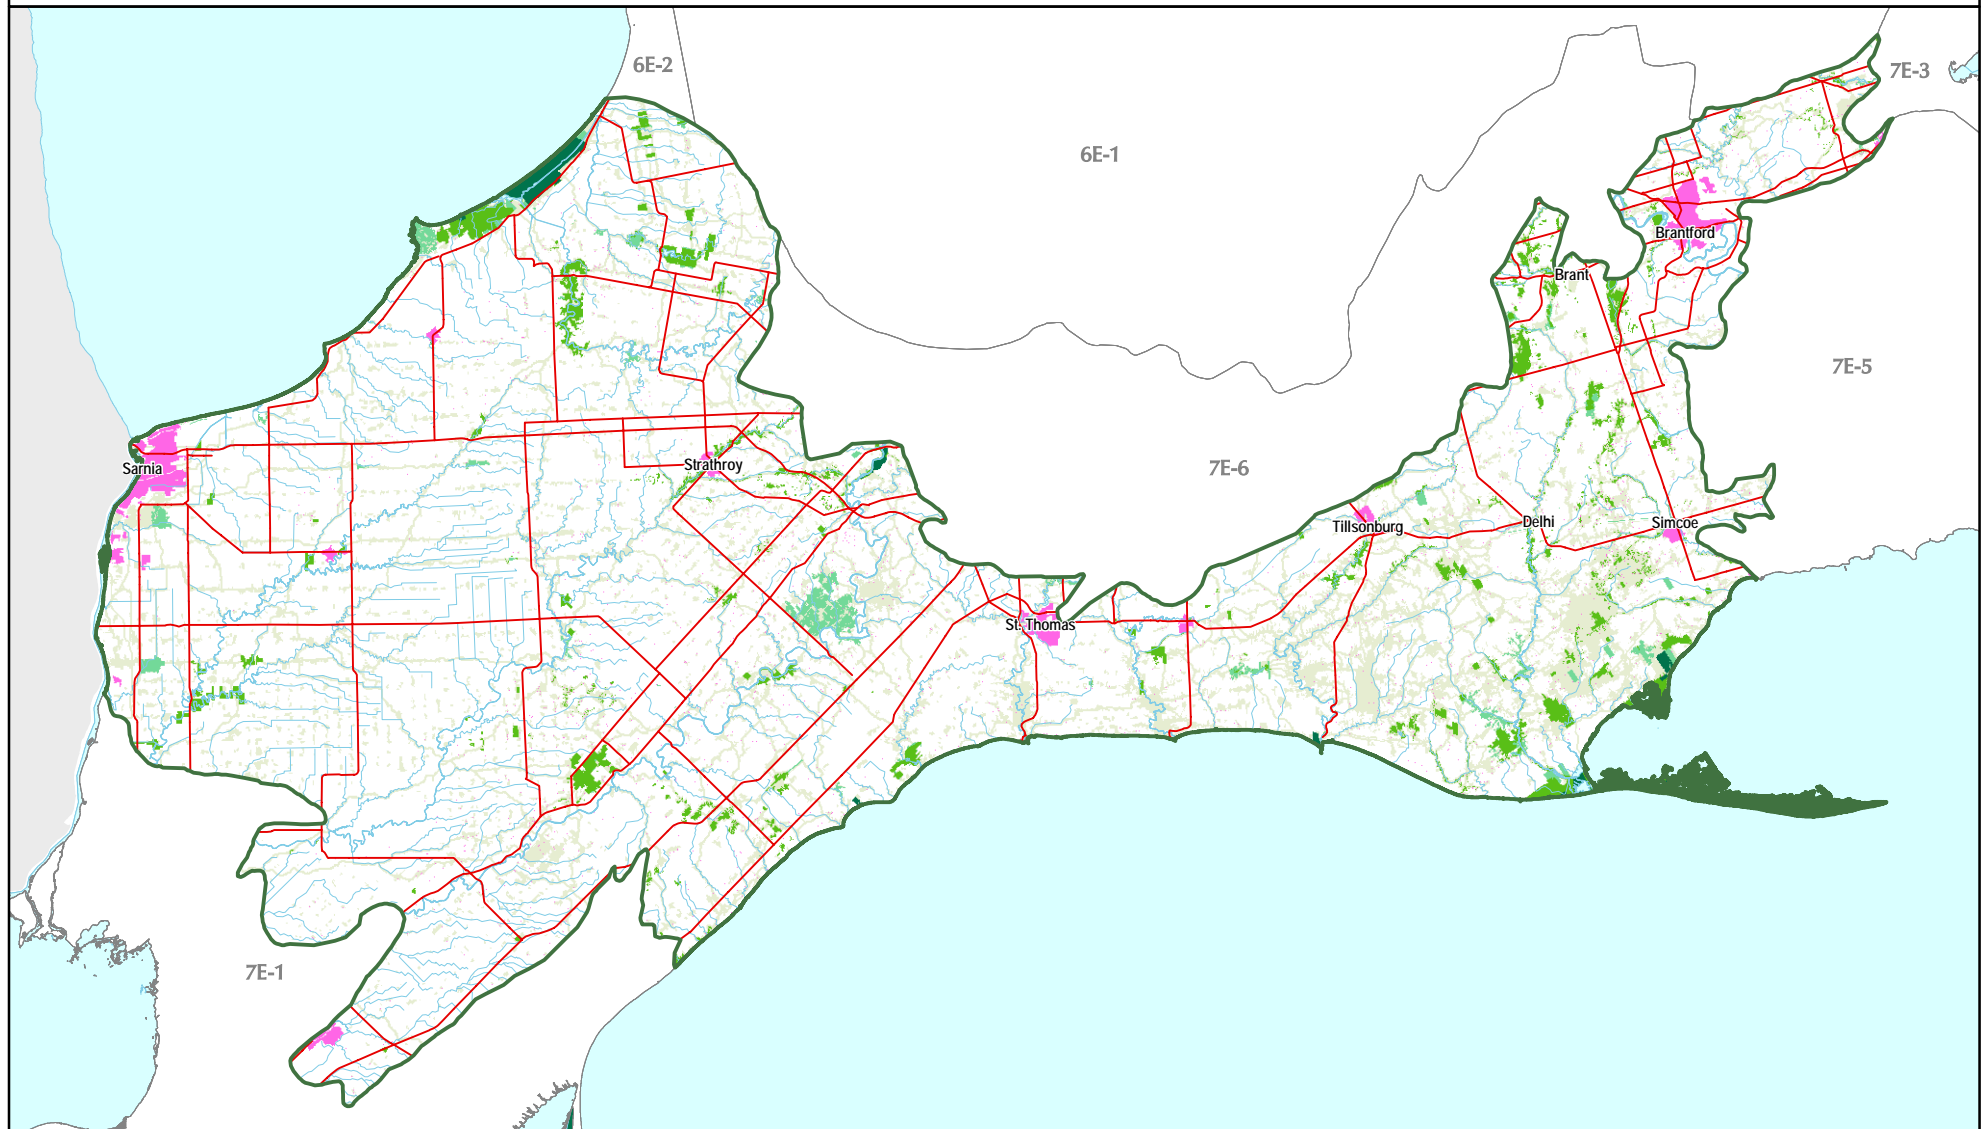 6E-2
7E-3
6E-1
Brantford
Brant
7E-5
Strathroy
Sarnia
7E-6
Tillsonburg
Delhi
Simcoe
St. Thomas
7E-1